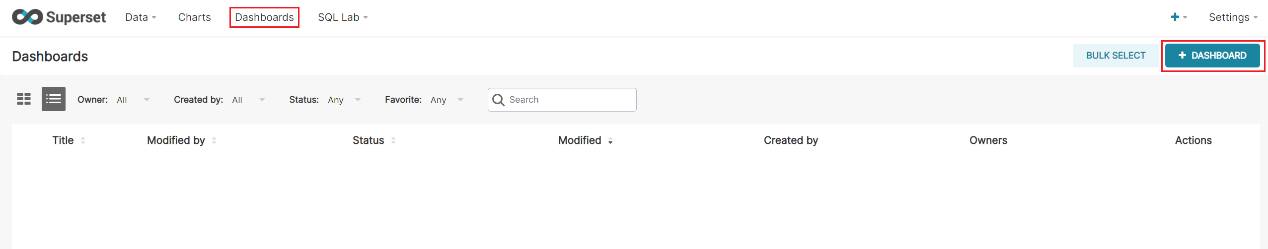 Superset Data Charts Dashboards SQL Lab + Settings
Dashboards BULK SELECT + DASHBOARD
Owner: All Created by: All Status: Any Favorite: Any Search
Title Modified by Status Modified Created by Owners Actions